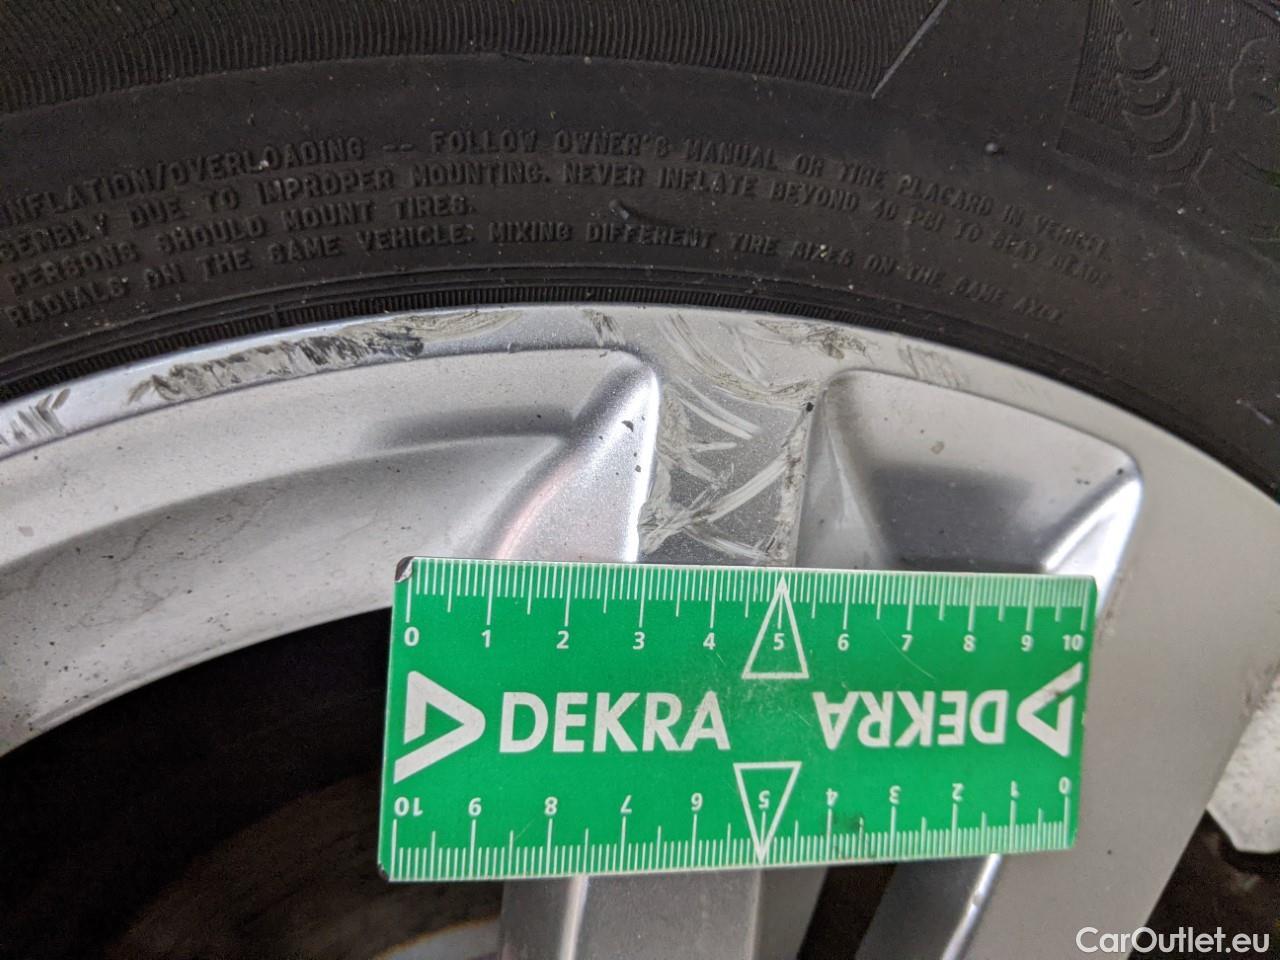 NFLATION/OVERLOADING -- FOLLOW OWNER'S MANUAL OR TIRE PLACARD IN VEHICLE.
SEMBLY DUE TO IMPROPER MOUNTING. NEVER INFLATE BEYOND 40 PSI TO SEAT BEADS
PERSONS SHOULD MOUNT TIRES.
RADIALS ON THE SAME VEHICLE. MIXING DIFFERENT TIRE SIZES ON THE SAME AXLE.
0 1 2 3 4 5 6 7 8 9 10
DEKRA DEKRA
10 9 8 7 6 5 4 3 2 1 0
CarOutlet.eu